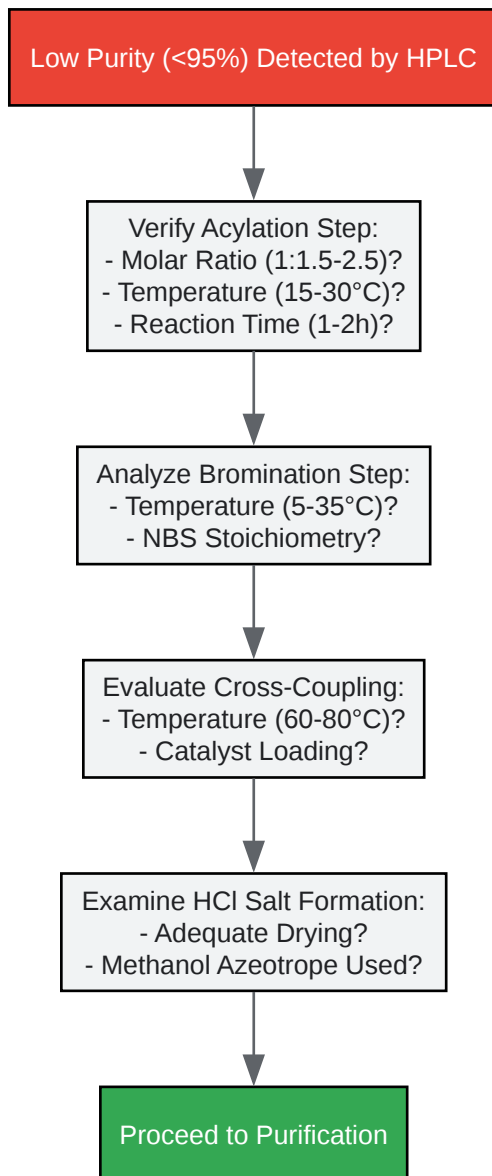 Low Purity (<95%) Detected by HPLC
Verify Acylation Step:
- Molar Ratio (1:1.5-2.5)?
- Temperature (15-30°C)?
- Reaction Time (1-2h)?
Analyze Bromination Step:
- Temperature (5-35°C)?
- NBS Stoichiometry?
Evaluate Cross-Coupling:
- Temperature (60-80°C)?
- Catalyst Loading?
Examine HCl Salt Formation:
- Adequate Drying?
- Methanol Azeotrope Used?
Proceed to Purification